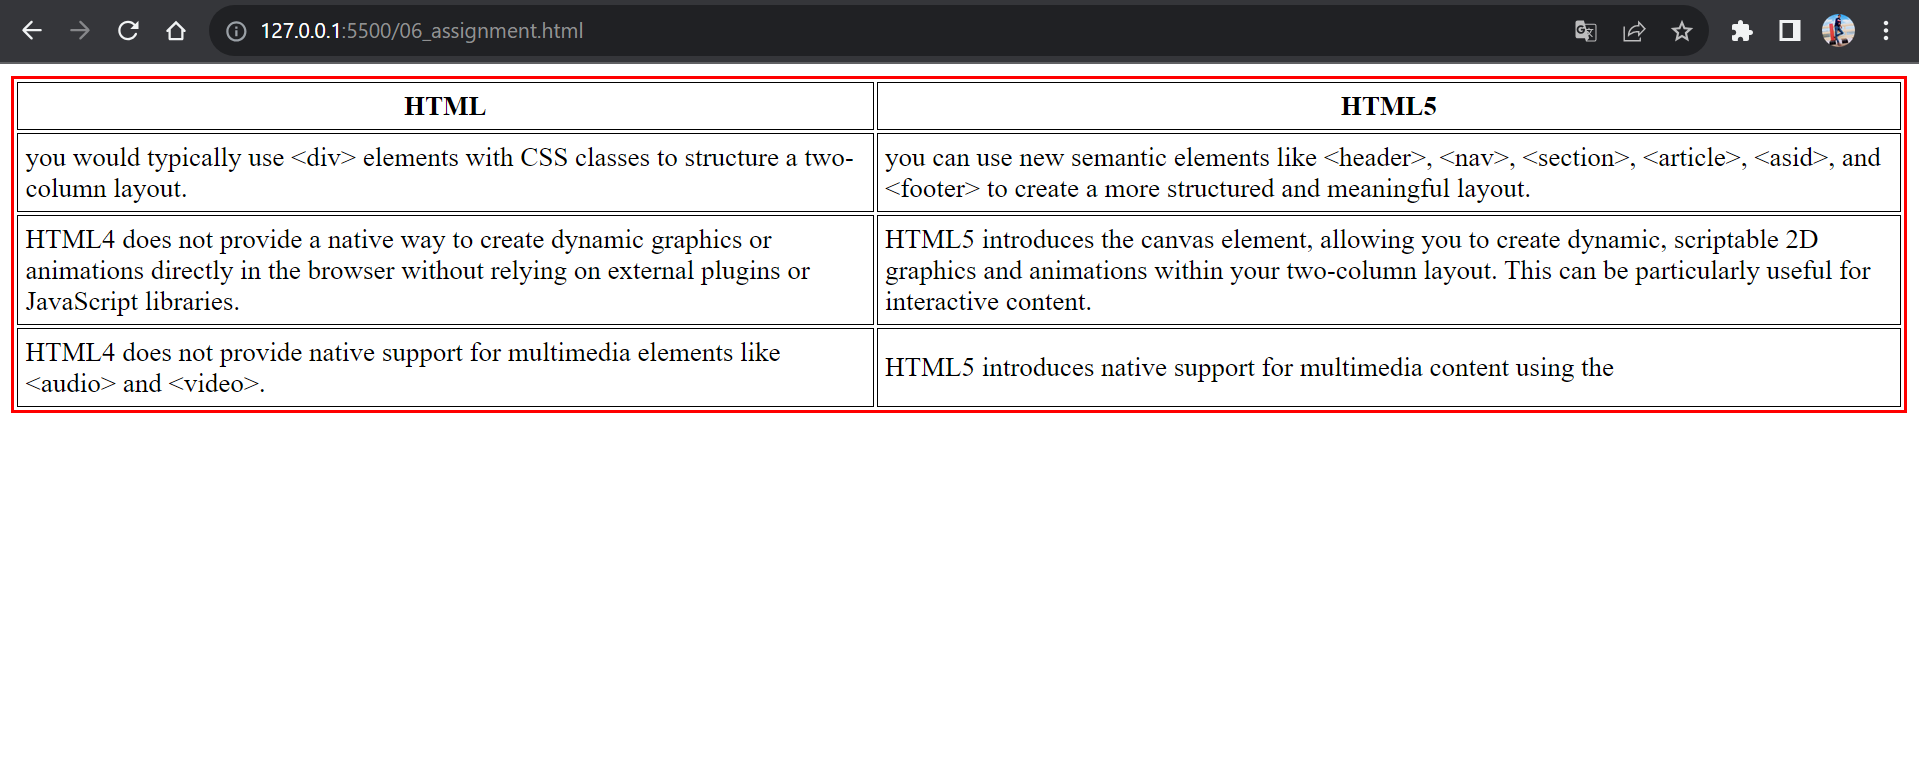 127.0.0.1:5500/06_assignment.html
HTML
HTML5
you would typically use <div> elements with CSS classes to structure a two-
column layout.
you can use new semantic elements like <header>, <nav>, <section>, <article>, <asid>, and
<footer> to create a more structured and meaningful layout.
HTML4 does not provide a native way to create dynamic graphics or
animations directly in the browser without relying on external plugins or
JavaScript libraries.
HTML5 introduces the canvas element, allowing you to create dynamic, scriptable 2D
graphics and animations within your two-column layout. This can be particularly useful for
interactive content.
HTML4 does not provide native support for multimedia elements like
<audio> and <video>.
HTML5 introduces native support for multimedia content using the